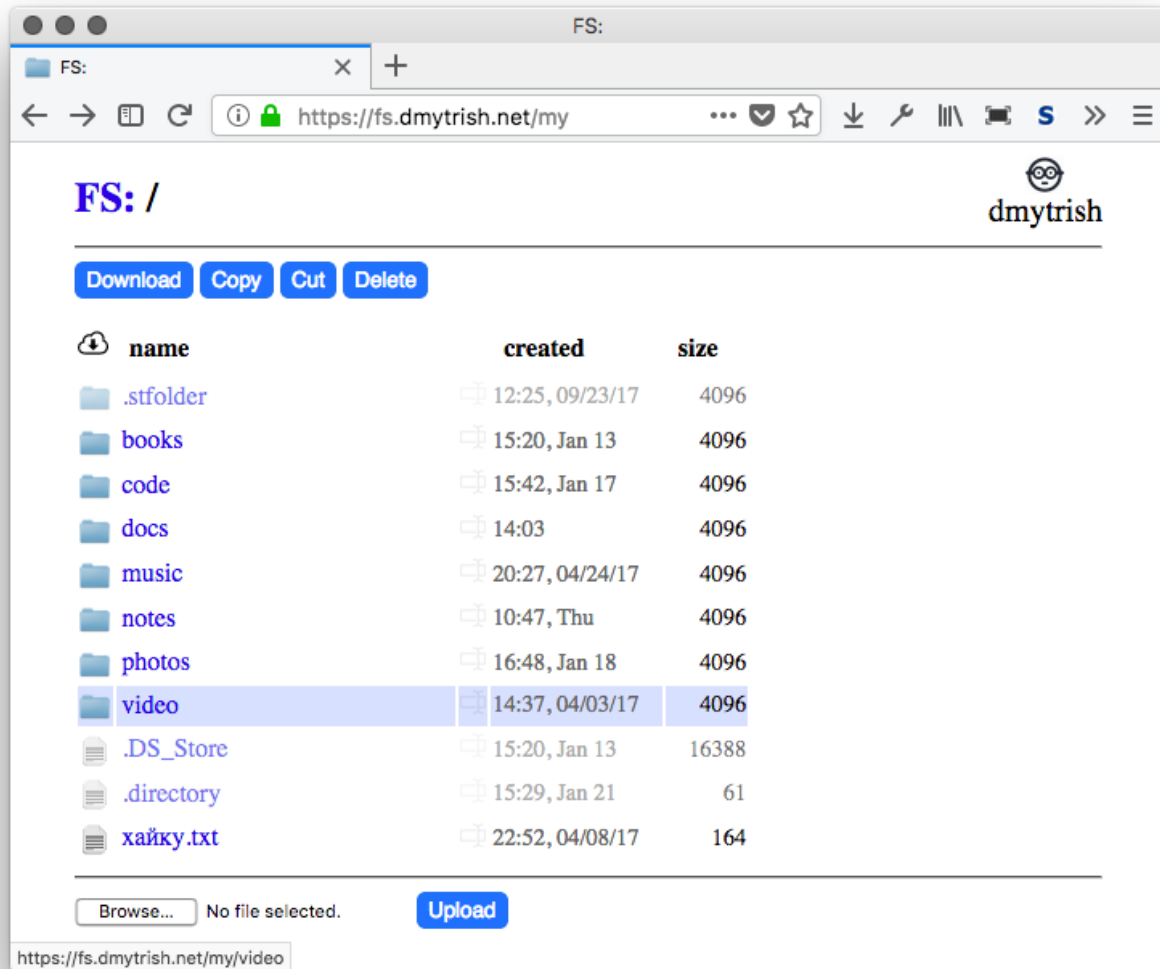 FS:
FS:
https://fs.dmytrish.net/my
S
FS: /
dmytrish
Download Copy Cut Delete
name created size
.stfolder 12:25, 09/23/17 4096
books 15:20, Jan 13 4096
code 15:42, Jan 17 4096
docs 14:03 4096
music 20:27, 04/24/17 4096
notes 10:47, Thu 4096
photos 16:48, Jan 18 4096
video 14:37, 04/03/17 4096
.DS_Store 15:20, Jan 13 16388
.directory 15:29, Jan 21 61
хайку.txt 22:52, 04/08/17 164
Browse... No file selected. Upload
https://fs.dmytrish.net/my/video